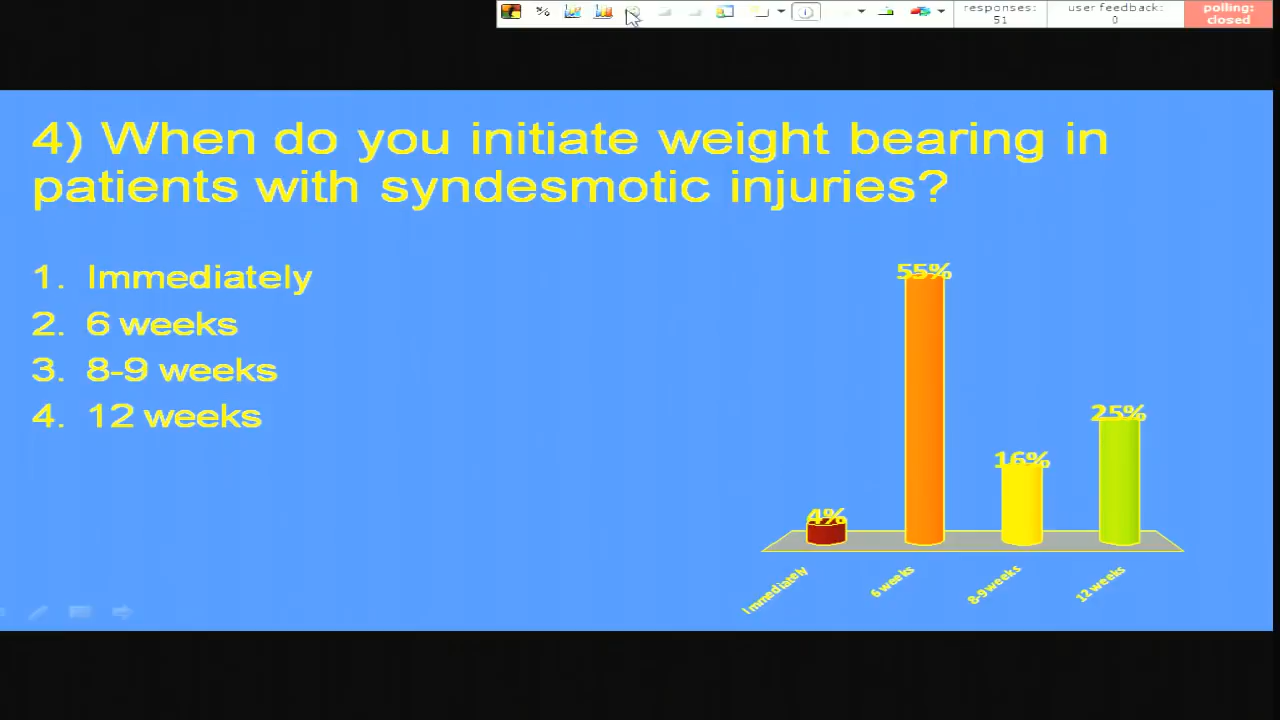 responses: 51
user feedback: 0
polling: closed
4) When do you initiate weight bearing in
patients with syndesmotic injuries?
1. Immediately
2. 6 weeks
3. 8-9 weeks
4. 12 weeks
55%
25%
16%
4%
Immediately
6 weeks
8-9 weeks
12 weeks